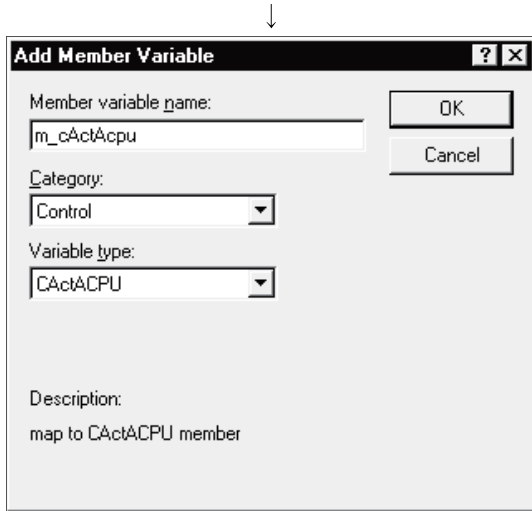 ↓
Add Member Variable ? X
Member variable name:
OK
m_cActAcpu
Cancel
Category:
Control
Variable type:
CActACPU
Description:
map to CActACPU member